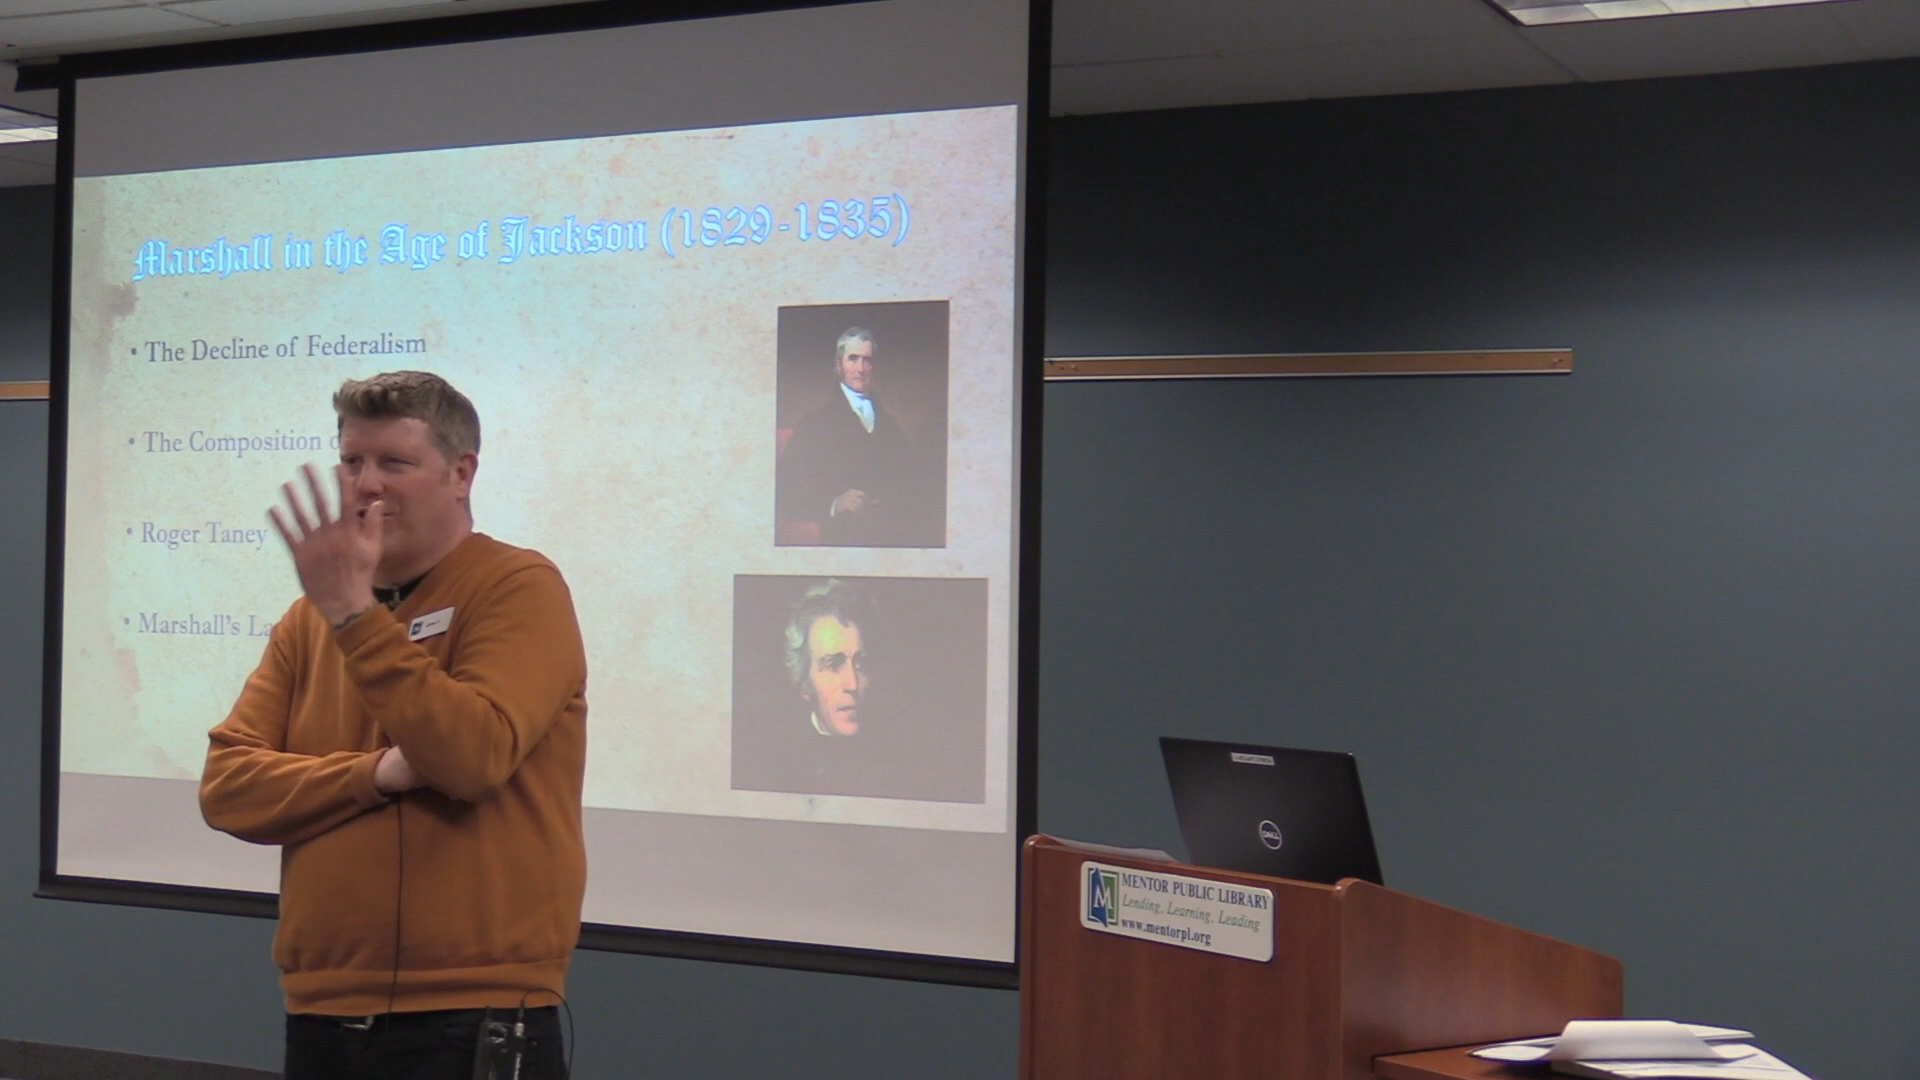 Marshall in the Age of Jackson (1829-1835)
• The Decline of Federalism
• The Composition
• Roger Taney
• Marshall's
DELL
M
MENTOR PUBLIC LIBRARY
Lending, Learning, Leading
www.mentorpl.org